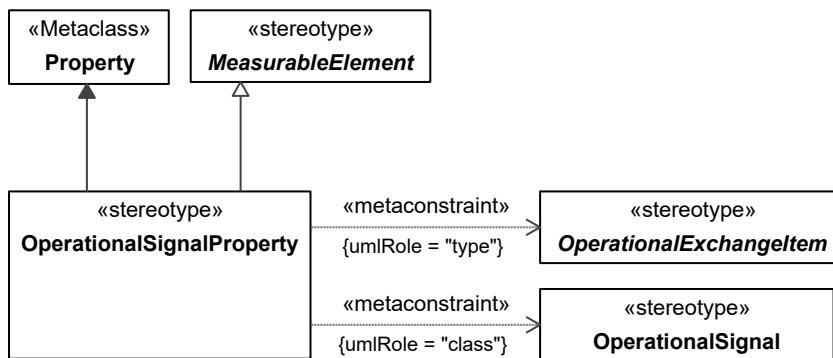 «Metaclass»
Property
«stereotype»
MeasurableElement
«stereotype»
OperationalSignalProperty
«metaconstraint»
{umlRole = "type"}
«stereotype»
OperationalExchangeItem
«metaconstraint»
{umlRole = "class"}
«stereotype»
OperationalSignal